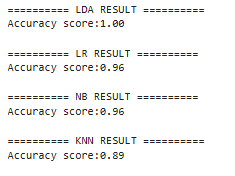 ========== LDA RESULT ==========
Accuracy score:1.00
========== LR RESULT ==========
Accuracy score:0.96
========== NB RESULT ==========
Accuracy score:0.96
========== KNN RESULT ==========
Accuracy score:0.89